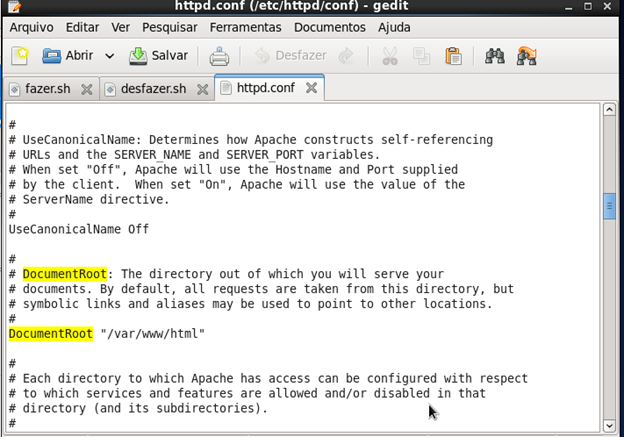 httpd.conf (/etc/httpd/conf) - gedit
Arquivo Editar Ver Pesquisar Ferramentas Documentos Ajuda
Abrir Salvar Desfazer
fazer.sh desfazer.sh httpd.conf
#
# UseCanonicalName: Determines how Apache constructs self-referencing
# URLs and the SERVER_NAME and SERVER_PORT variables.
# When set "Off", Apache will use the Hostname and Port supplied
# by the client.  When set "On", Apache will use the value of the
# ServerName directive.
#
UseCanonicalName Off
#
# DocumentRoot: The directory out of which you will serve your
# documents. By default, all requests are taken from this directory, but
# symbolic links and aliases may be used to point to other locations.
#
DocumentRoot "/var/www/html"
#
# Each directory to which Apache has access can be configured with respect
# to which services and features are allowed and/or disabled in that
# directory (and its subdirectories).
#